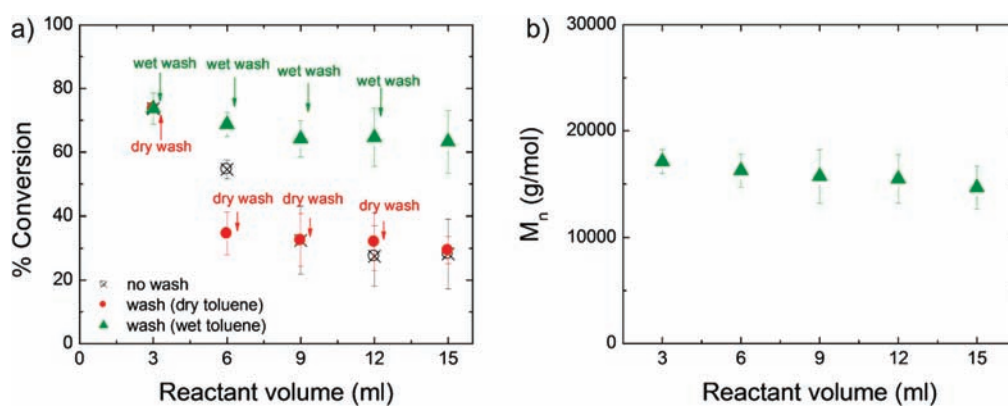 a)
100
80
60
40
20
0
% Conversion
wet wash
wet wash
wet wash
wet wash
dry wash
dry wash
dry wash
dry wash
no wash
wash (dry toluene)
wash (wet toluene)
0 3 6 9 12 15
Reactant volume (ml)
b)
30000
20000
10000
0
Mn (g/mol)
3 6 9 12 15
Reactant volume (ml)